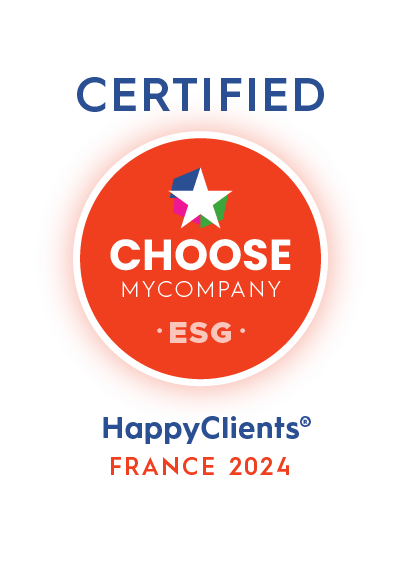 CERTIFIED
CHOOSE
MYCOMPANY
· ESG ·
HappyClients®
FRANCE 2024